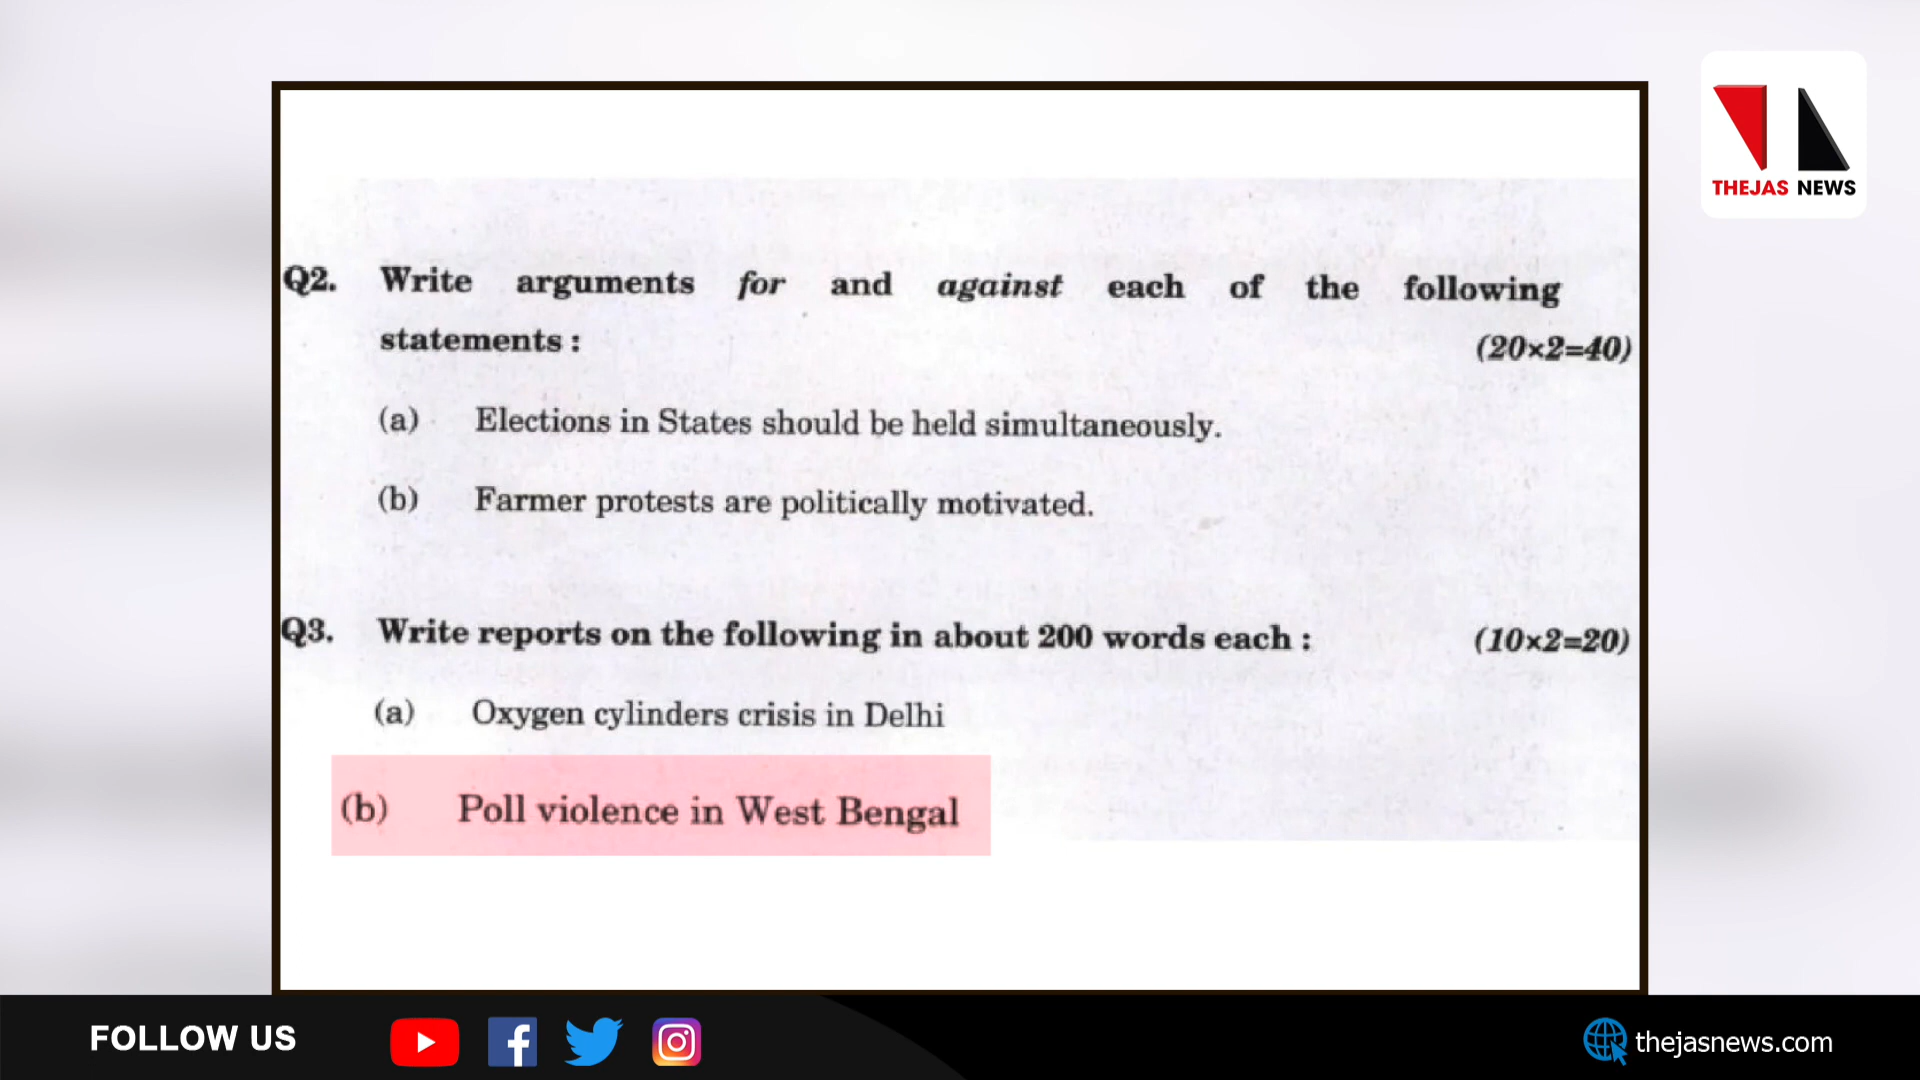 THEJAS NEWS
Q2. Write arguments for and against each of the following
statements : (20×2=40)
(a) Elections in States should be held simultaneously.
(b) Farmer protests are politically motivated.
Q3. Write reports on the following in about 200 words each : (10×2=20)
(a) Oxygen cylinders crisis in Delhi
(b) Poll violence in West Bengal
FOLLOW US
thejasnews.com